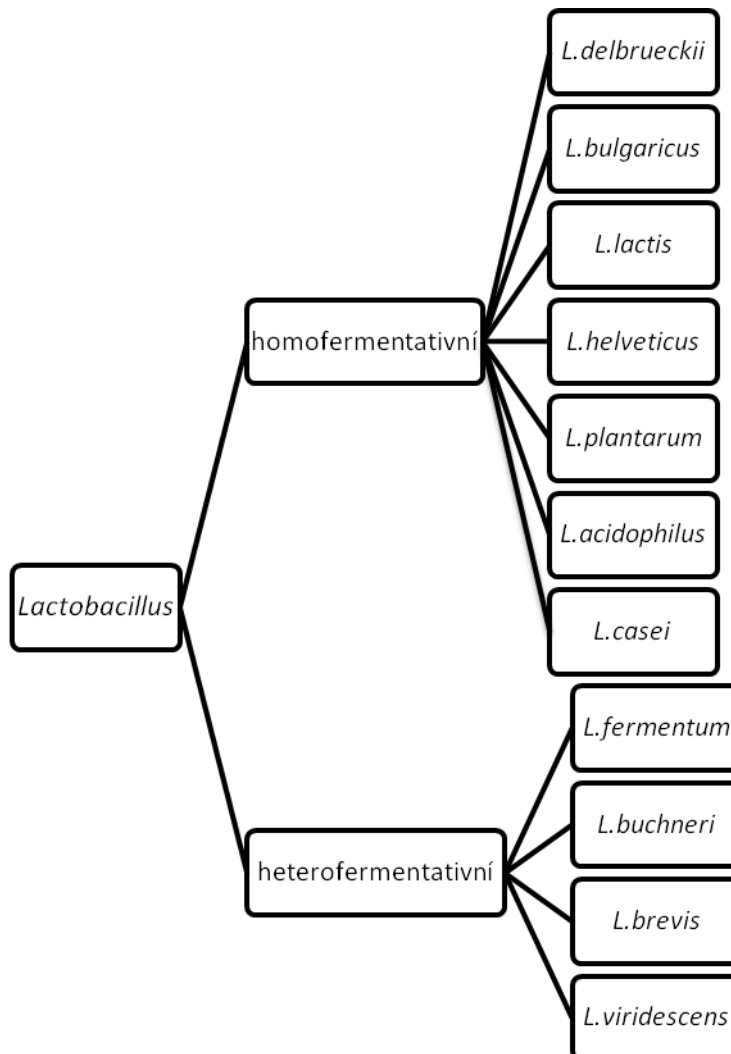 Lactobacillus
homofermentativní
L.delbrueckii
L.bulgaricus
L.lactis
L.helveticus
L.plantarum
L.acidophilus
L.casei
heterofermentativní
L.fermentum
L.buchneri
L.brevis
L.viridescens